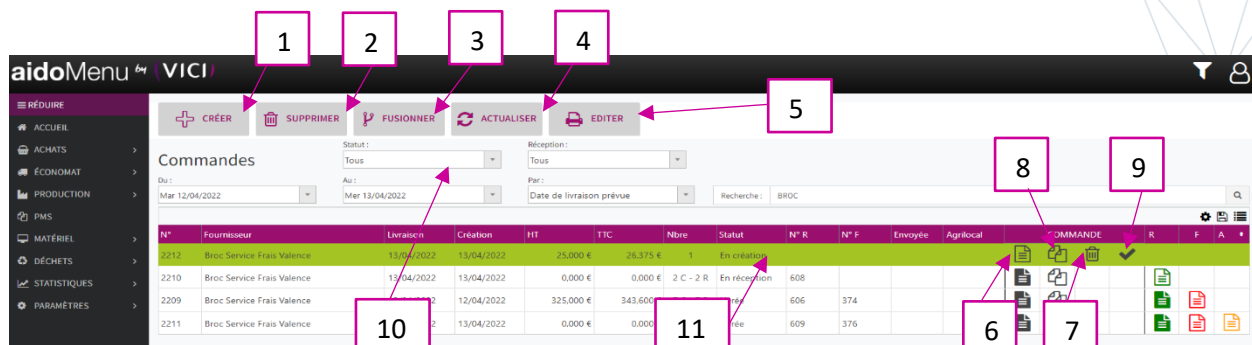 1 2 3 4
aidoMenu by (VICI)
5
RÉDUIRE
CRÉER SUPPRIMER FUSIONNER ACTUALISER EDITER
ACCUEIL
ACHATS
ÉCONOMAT
PRODUCTION
PMS
MATÉRIEL
DÉCHETS
STATISTIQUES
PARAMÈTRES
Commandes
Statut :
Tous
Réception :
Tous
Du :
Mar 12/04/2022
Au :
Mer 13/04/2022
Par :
Date de livraison prévue
Recherche : BROC
8 9
N° Fournisseur Livraison Création HT TTC Nbre Statut N° R N° F Envoyée Agrilocal COMMANDE R F A
2212 Broc Service Frais Valence 13/04/2022 13/04/2022 25,000 € 26,375 € 1 En création
2210 Broc Service Frais Valence 13/04/2022 13/04/2022 0,000 € 0,000 € 2 C - 2 R En réception 608
2209 Broc Service Frais Valence 12/04/2022 325,000 € 343,600 606 374
2211 Broc Service Frais Valence 13/04/2022 0,000 € 0,000 609 376
10 11 6 7